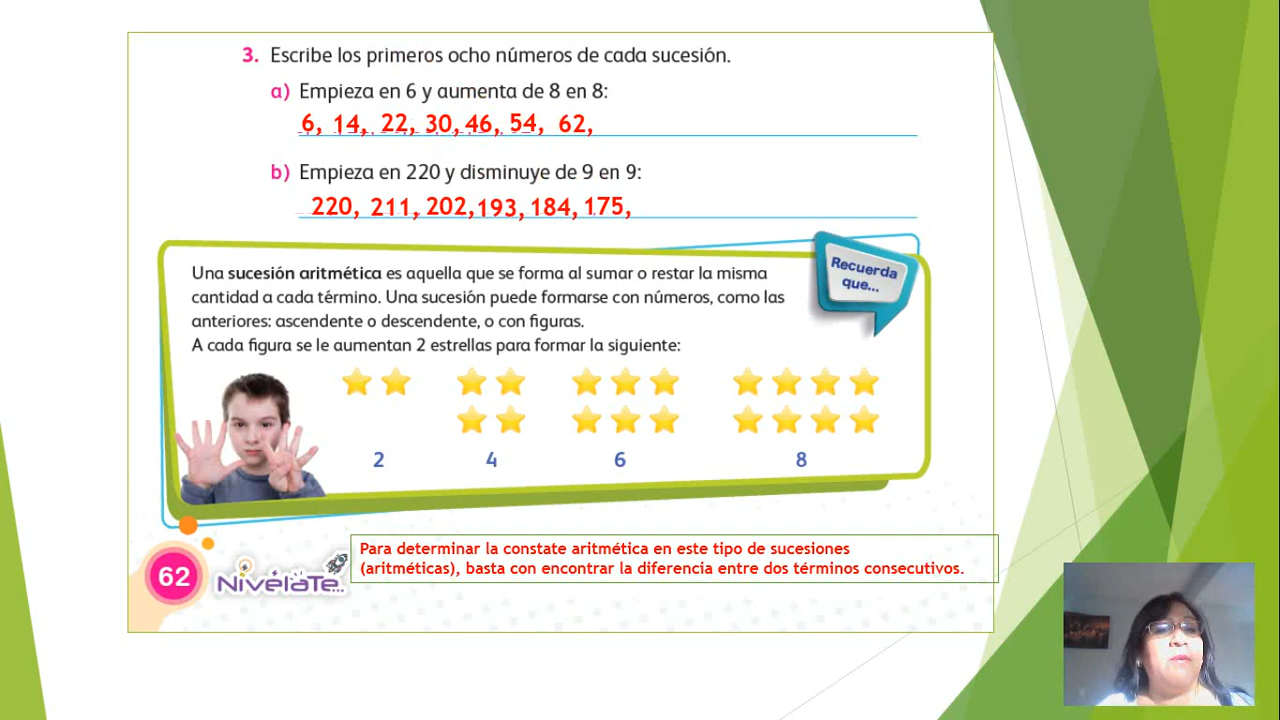 3. Escribe los primeros ocho números de cada sucesión.
a) Empieza en 6 y aumenta de 8 en 8:
6, 14, 22, 30, 46, 54, 62,
b) Empieza en 220 y disminuye de 9 en 9:
220, 211, 202, 193, 184, 175,
Recuerda
que...
Una sucesión aritmética es aquella que se forma al sumar o restar la misma
cantidad a cada término. Una sucesión puede formarse con números, como las
anteriores: ascendente o descendente, o con figuras.
A cada figura se le aumentan 2 estrellas para formar la siguiente:
2 4 6 8
62
NivélaTe...
Para determinar la constate aritmética en este tipo de sucesiones
(aritméticas), basta con encontrar la diferencia entre dos términos consecutivos.